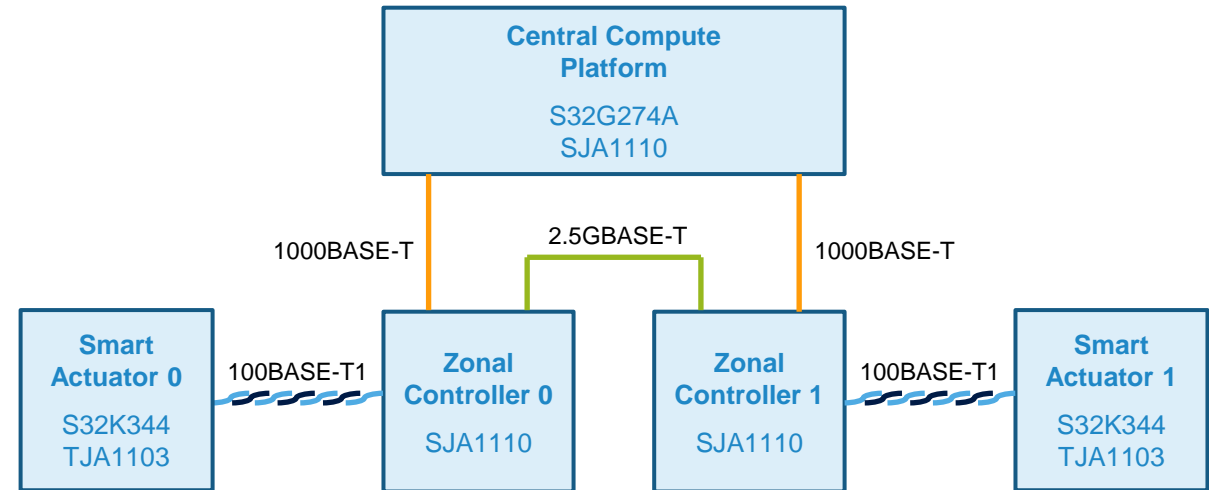 Central Compute
Platform
S32G274A
SJA1110
1000BASE-T
2.5GBASE-T
1000BASE-T
Smart
Actuator 0
S32K344
TJA1103
100BASE-T1
Zonal
Controller 0
SJA1110
Zonal
Controller 1
SJA1110
100BASE-T1
Smart
Actuator 1
S32K344
TJA1103